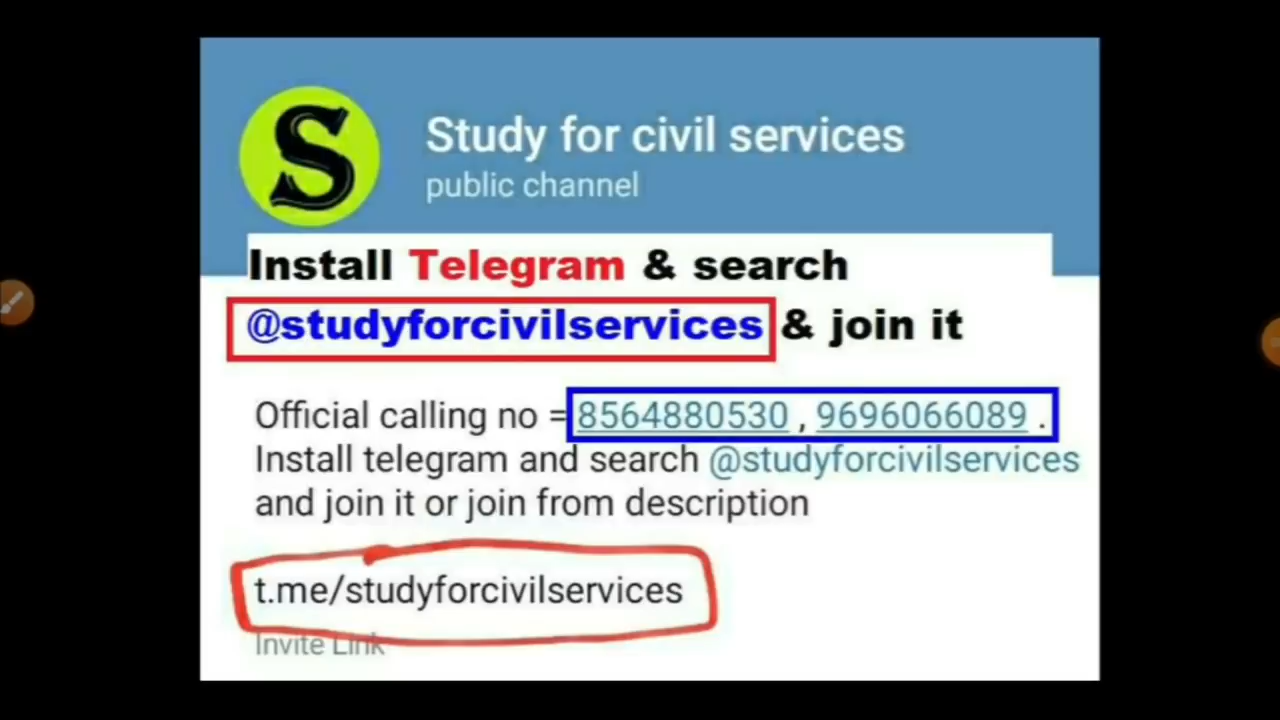 S
Study for civil services
public channel
Install Telegram & search
@studyforcivilservices & join it
Official calling no = 8564880530 , 9696066089 .
Install telegram and search @studyforcivilservices
and join it or join from description
t.me/studyforcivilservices
Invite Link